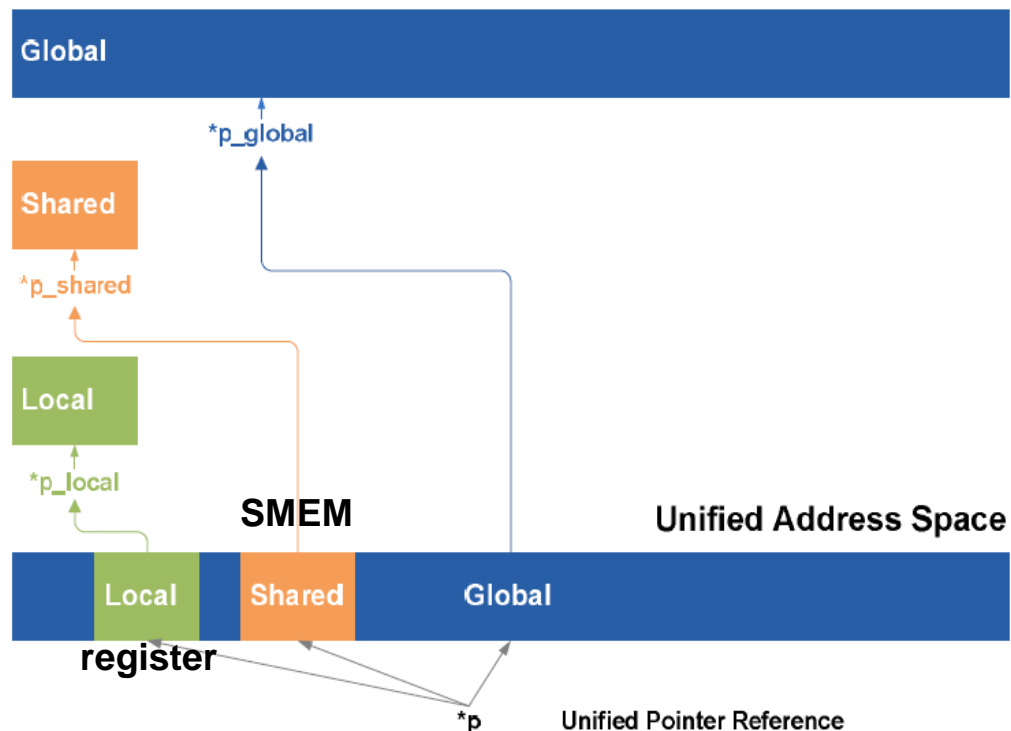 Global
*p_global
Shared
*p_shared
Local
*p_local
SMEM
Unified Address Space
Local Shared Global
register
*p Unified Pointer Reference